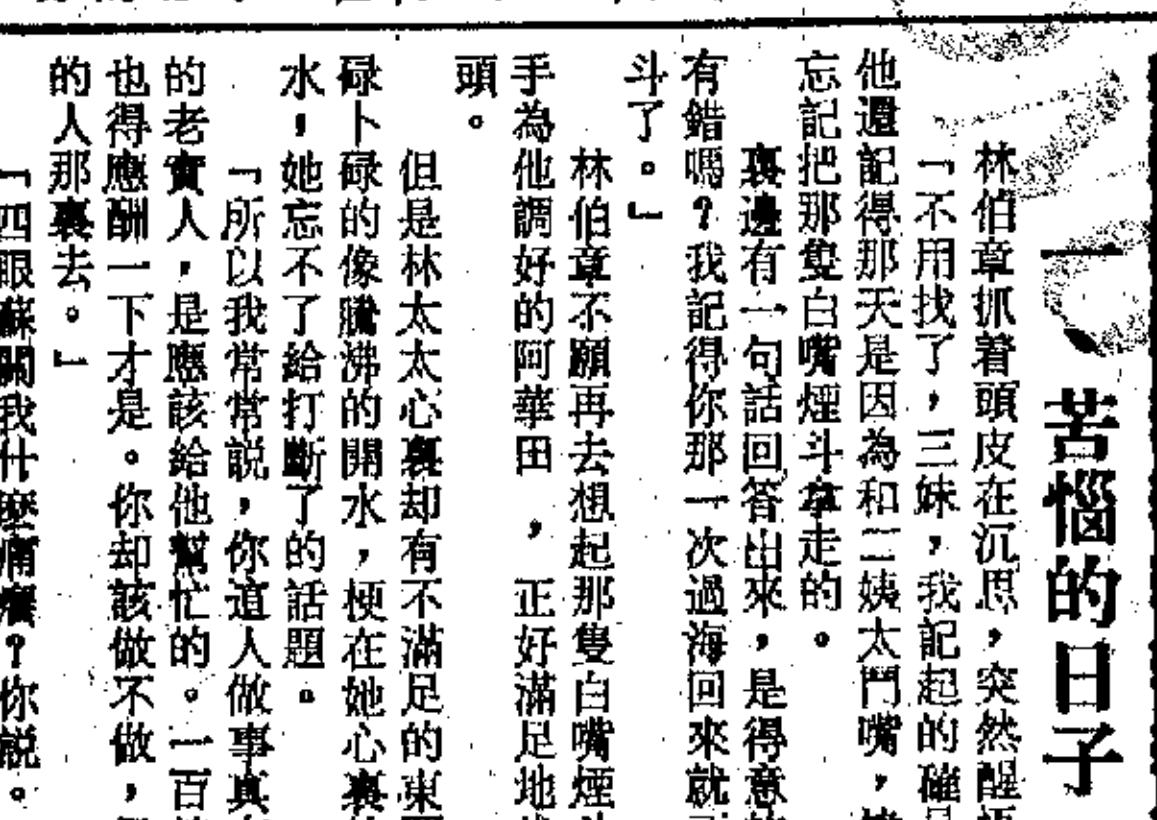 一、苦惱的日子
林伯章抓着頭皮在沉思，突然醒
「不用找了，三妹，我記起的確
他還記得那天是因為和二姨太鬥嘴，
忘記把那隻白嘴煙斗拿走的。
裏邊有一句話回答出來，是得意
有錯嗎？我記得你那一次過海回來就
斗了。」
林伯章不願再去想起那隻白嘴煙
手為他調好的阿華田，正好滿足地
頭。
但是林太太心裏却有不滿足的東
碌卜碌的像騰沸的開水，梗在她心裏
水，她忘不了給打斷了的話題。
「所以我常常說，你這人做事真
的老實人，是應該給他幫忙的。一百
也得應酬一下才是。你却該做不做，
的人那裏去。」
「四眼蘇關我什麼痛癢？你說。